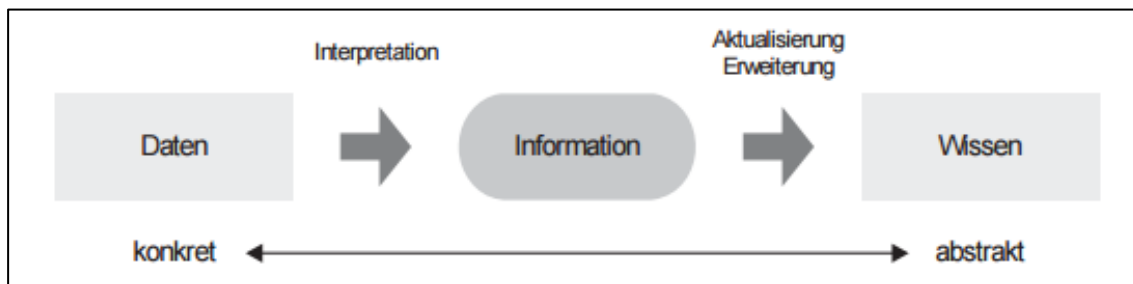 Interpretation
Aktualisierung
Erweiterung
Daten
Information
Wissen
konkret
abstrakt